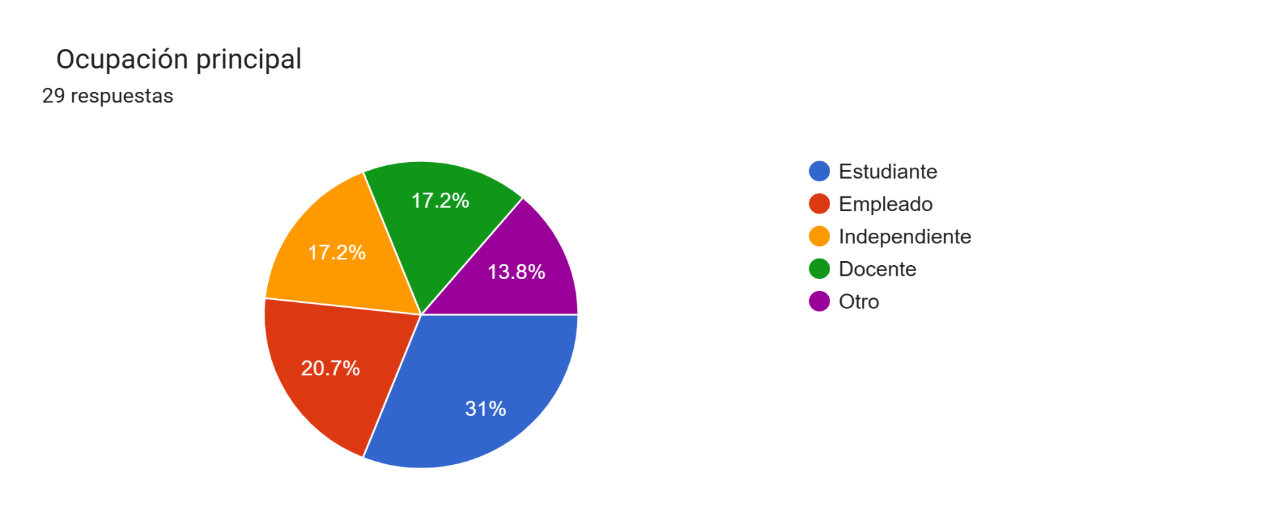 Ocupación principal
29 respuestas
17.2%
17.2%
13.8%
20.7%
31%
Estudiante
Empleado
Independiente
Docente
Otro